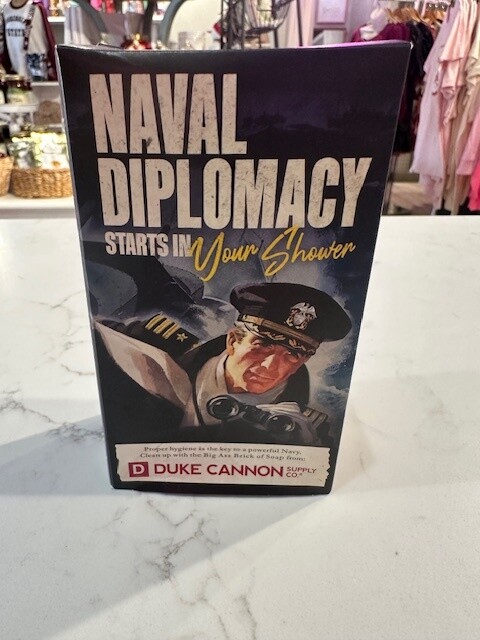 NAVAL
DIPLOMACY
STARTS IN Your Shower
Proper hygiene is the key to a powerful Navy.
Clean up with the Big Ass Brick of Soap from:
D DUKE CANNON SUPPLY CO.®
STATE